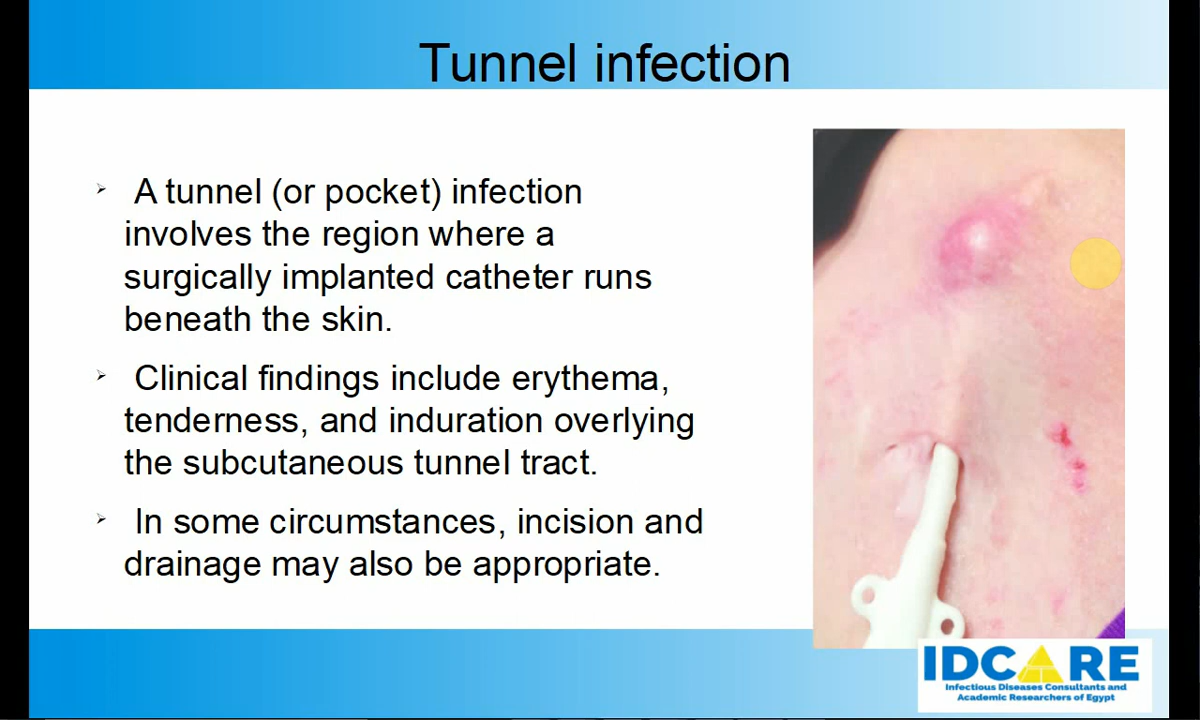 Tunnel infection
➢ A tunnel (or pocket) infection
involves the region where a
surgically implanted catheter runs
beneath the skin.
➢ Clinical findings include erythema,
tenderness, and induration overlying
the subcutaneous tunnel tract.
➢ In some circumstances, incision and
drainage may also be appropriate.
IDCARE
Infectious Diseases Consultants and
Academic Researchers of Egypt